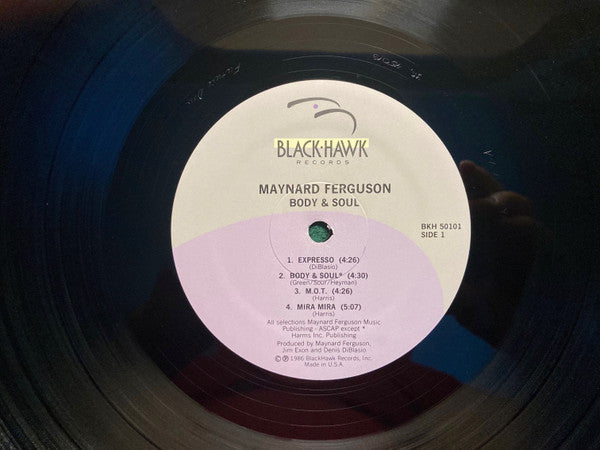 BLACK-HAWK
RECORDS
MAYNARD FERGUSON
BODY & SOUL
BKH 50101
SIDE 1
1. EXPRESSO (4:26)
(DiBlasio)
2. BODY & SOUL* (4:30)
(Green/Sour/Heyman)
3. M.O.T. (4:26)
(Harris)
4. MIRA MIRA (5:07)
(Harris)
All selections Maynard Ferguson Music
Publishing - ASCAP except *
Harms Inc. Publishing
Produced by Maynard Ferguson,
Jim Exon and Denis DiBlasio
©℗ 1986 BlackHawk Records, Inc.
Made in U.S.A.